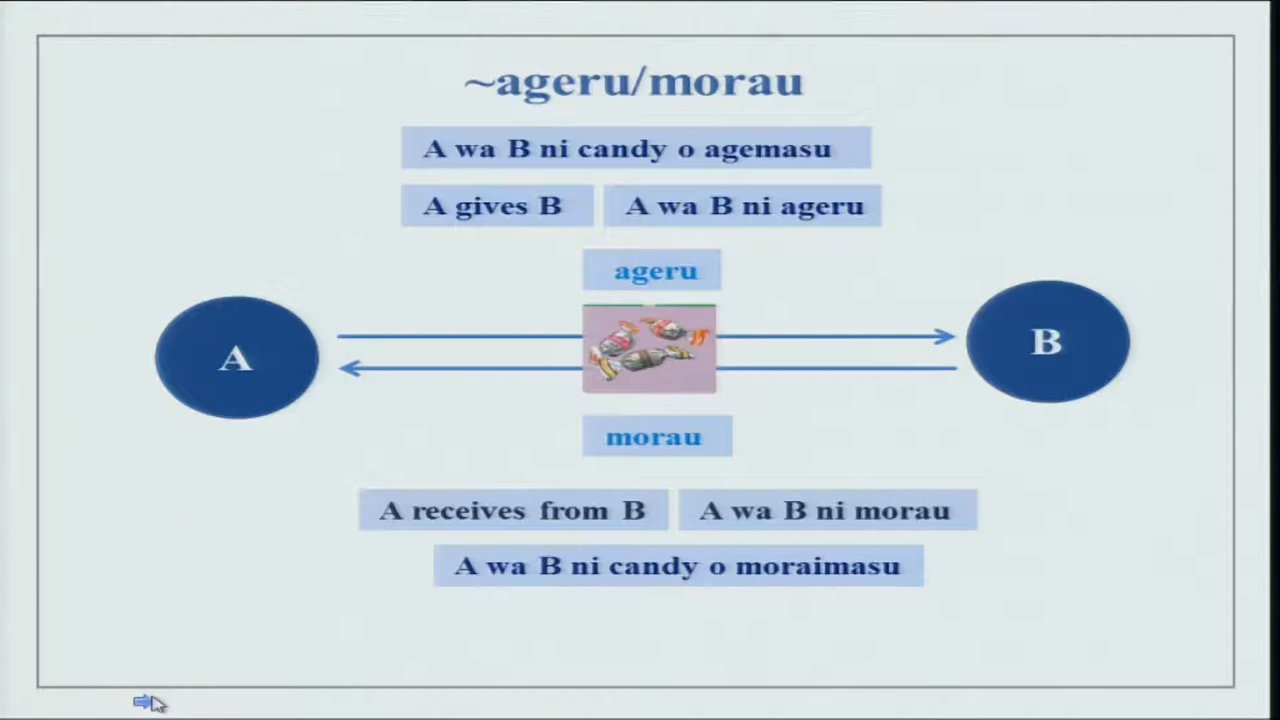 ~ageru/morau
A wa B ni candy o agemasu
A gives B
A wa B ni ageru
ageru
A
B
morau
A receives from B
A wa B ni morau
A wa B ni candy o moraimasu